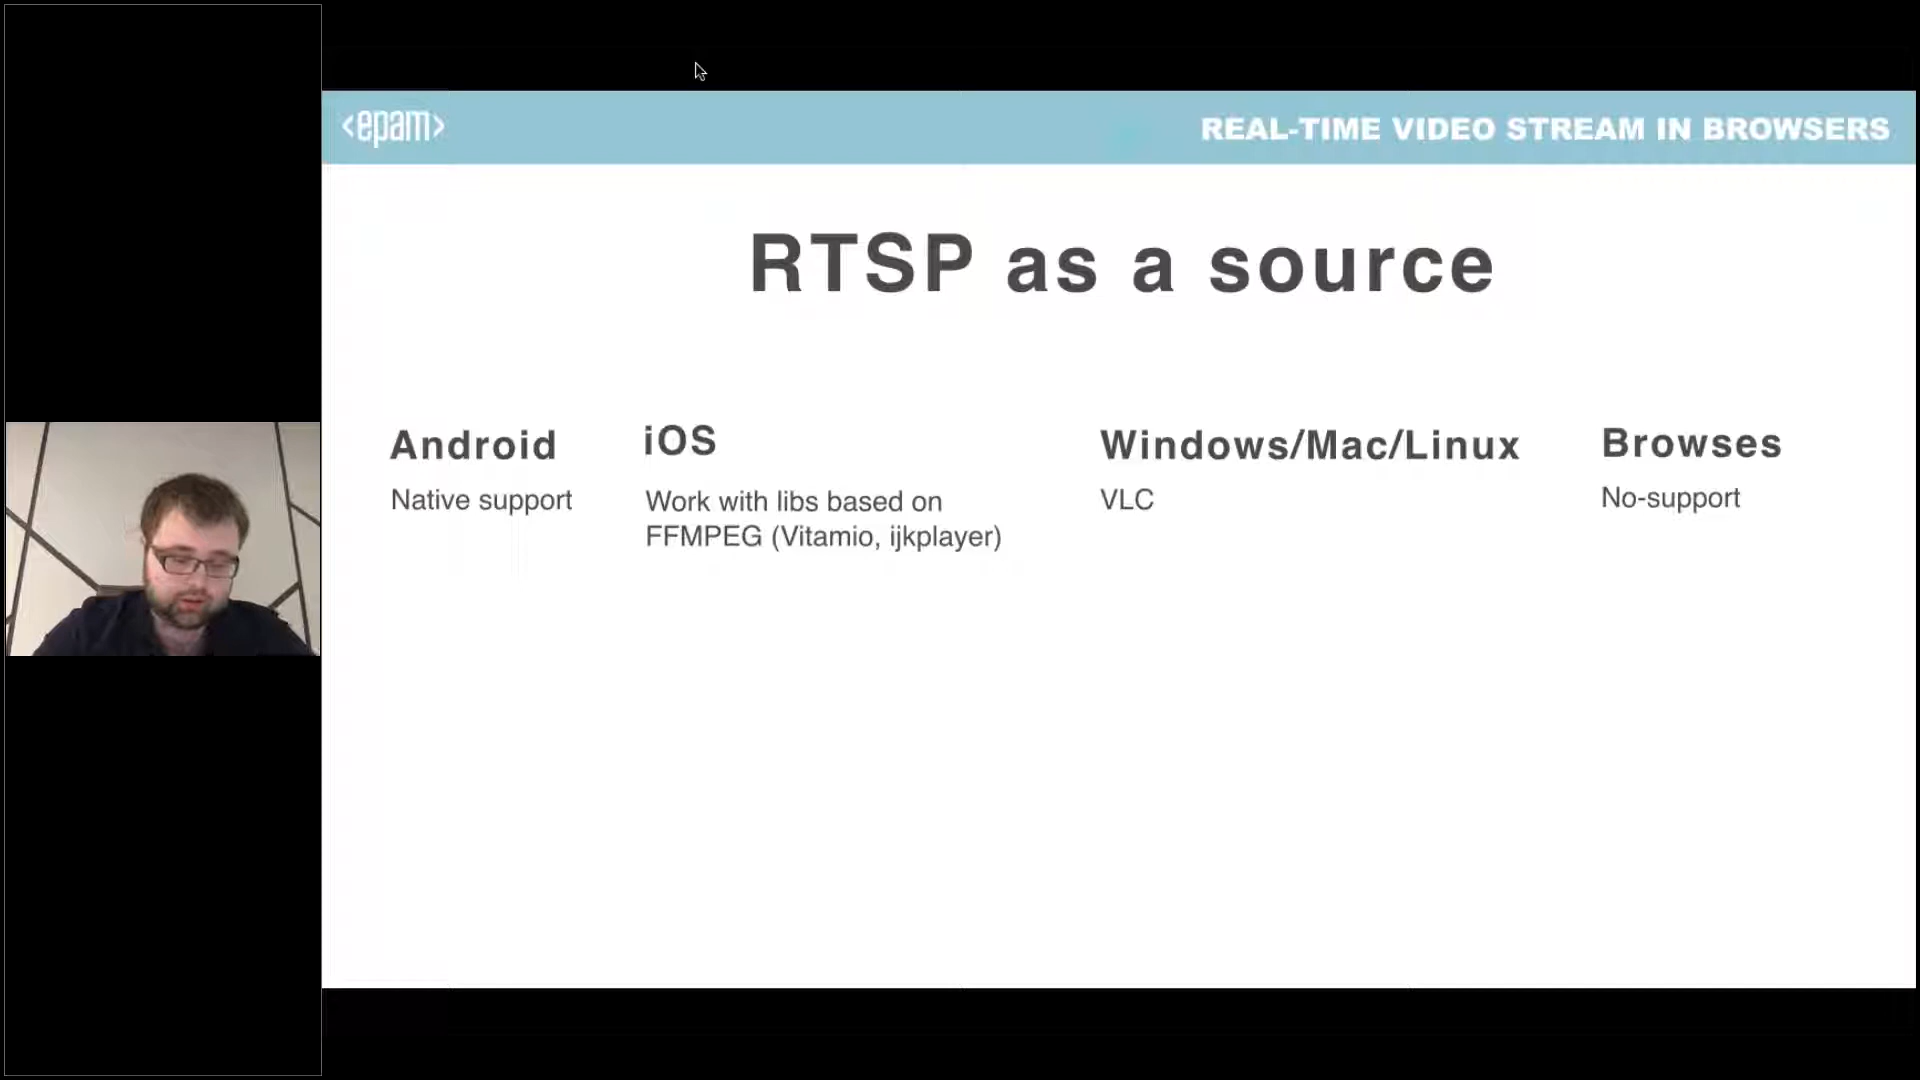 <epam>
REAL-TIME VIDEO STREAM IN BROWSERS
RTSP as a source
Android
Native support
iOS
Work with libs based on
FFMPEG (Vitamio, ijkplayer)
Windows/Mac/Linux
VLC
Browses
No-support